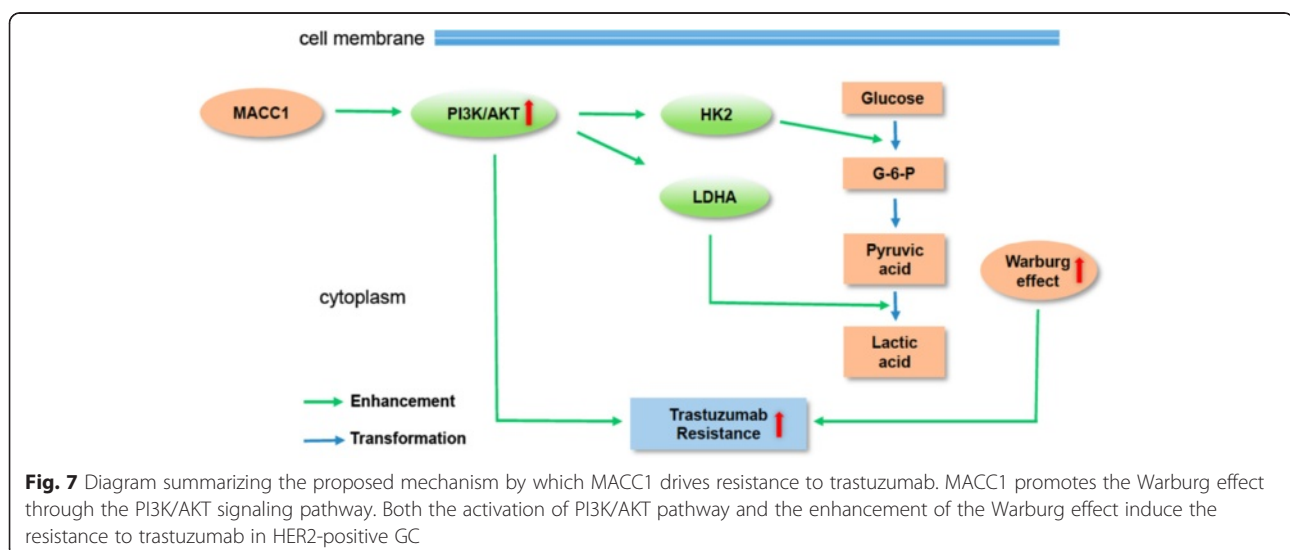 cell membrane
MACC1
PI3K/AKT
HK2
Glucose
G-6-P
LDHA
Pyruvic
acid
Warburg
effect
cytoplasm
Lactic
acid
Enhancement
Transformation
Trastuzumab
Resistance
Fig. 7 Diagram summarizing the proposed mechanism by which MACC1 drives resistance to trastuzumab. MACC1 promotes the Warburg effect
through the PI3K/AKT signaling pathway. Both the activation of PI3K/AKT pathway and the enhancement of the Warburg effect induce the
resistance to trastuzumab in HER2-positive GC